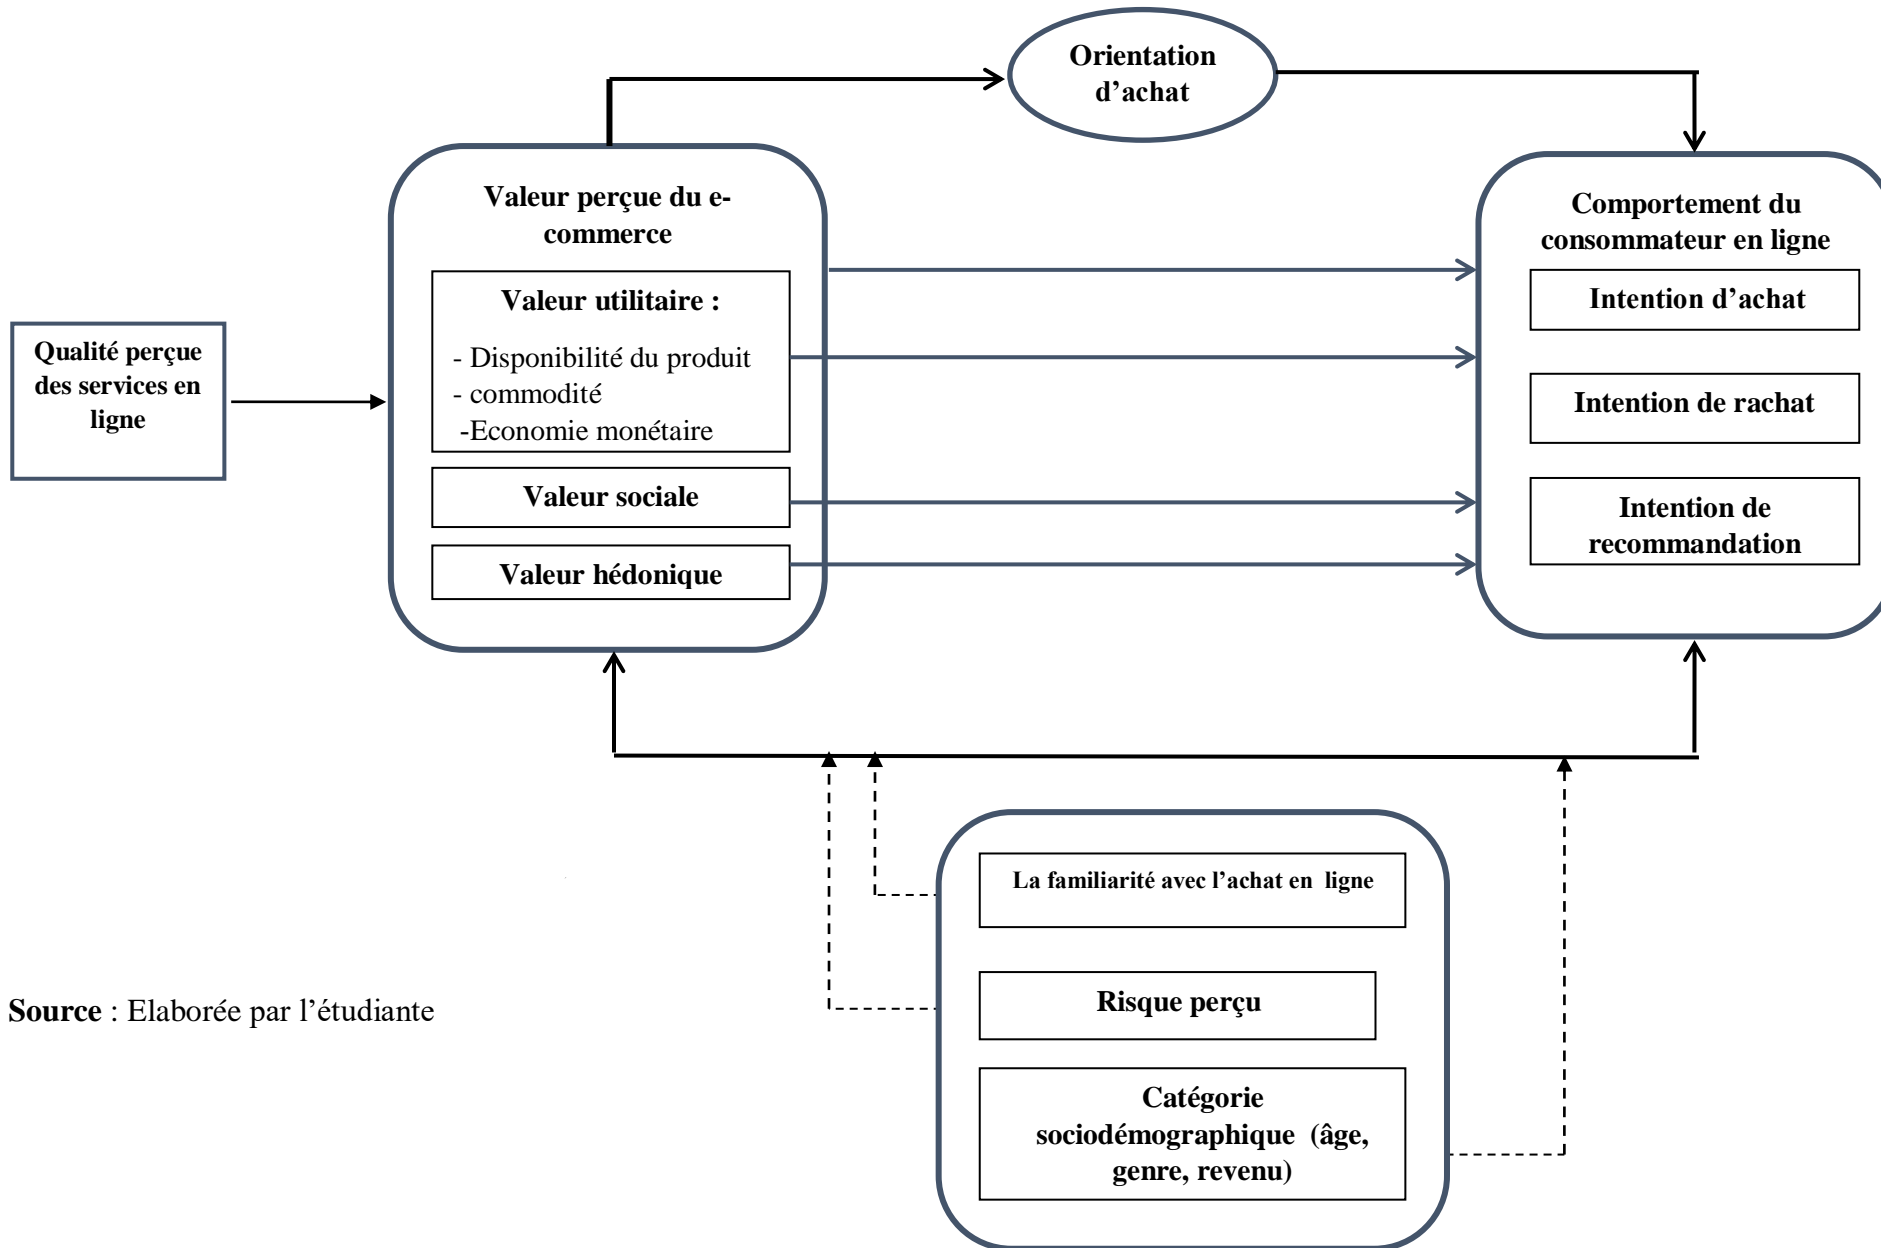 Orientation
d’achat
Valeur perçue du e-
commerce
Valeur utilitaire :
- Disponibilité du produit
- commodité
-Economie monétaire
Valeur sociale
Valeur hédonique
Qualité perçue
des services en
ligne
Comportement du
consommateur en ligne
Intention d’achat
Intention de rachat
Intention de
recommandation
La familiarité avec l’achat en ligne
Risque perçu
Catégorie
sociodémographique (âge,
genre, revenu)
Source : Elaborée par l’étudiante